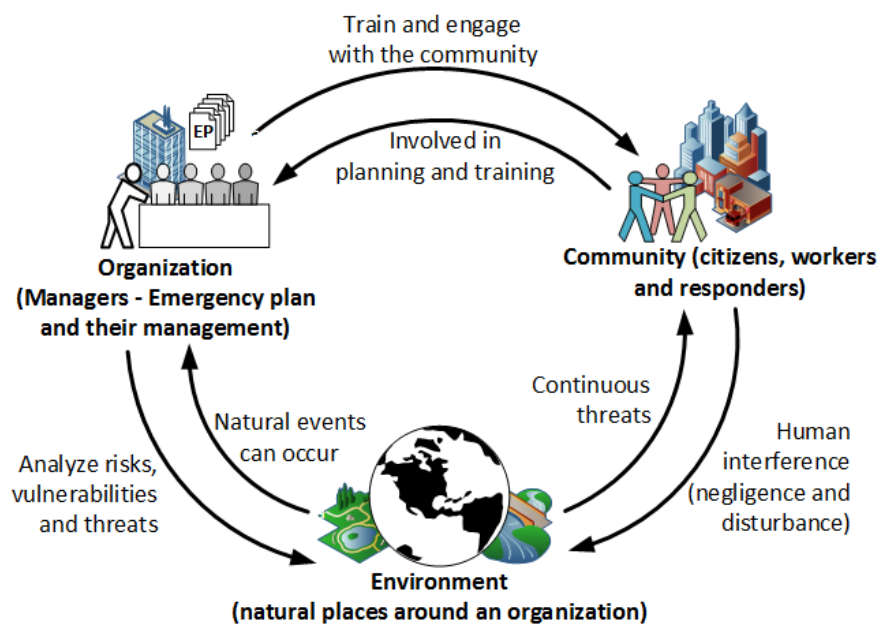 Train and engage
with the community
EP
Involved in
planning and training
Organization
(Managers - Emergency plan
and their management)
Community (citizens, workers
and responders)
Continuous
threats
Natural events
can occur
Human
interference
(negligence and
disturbance)
Analyze risks,
vulnerabilities
and threats
Environment
(natural places around an organization)